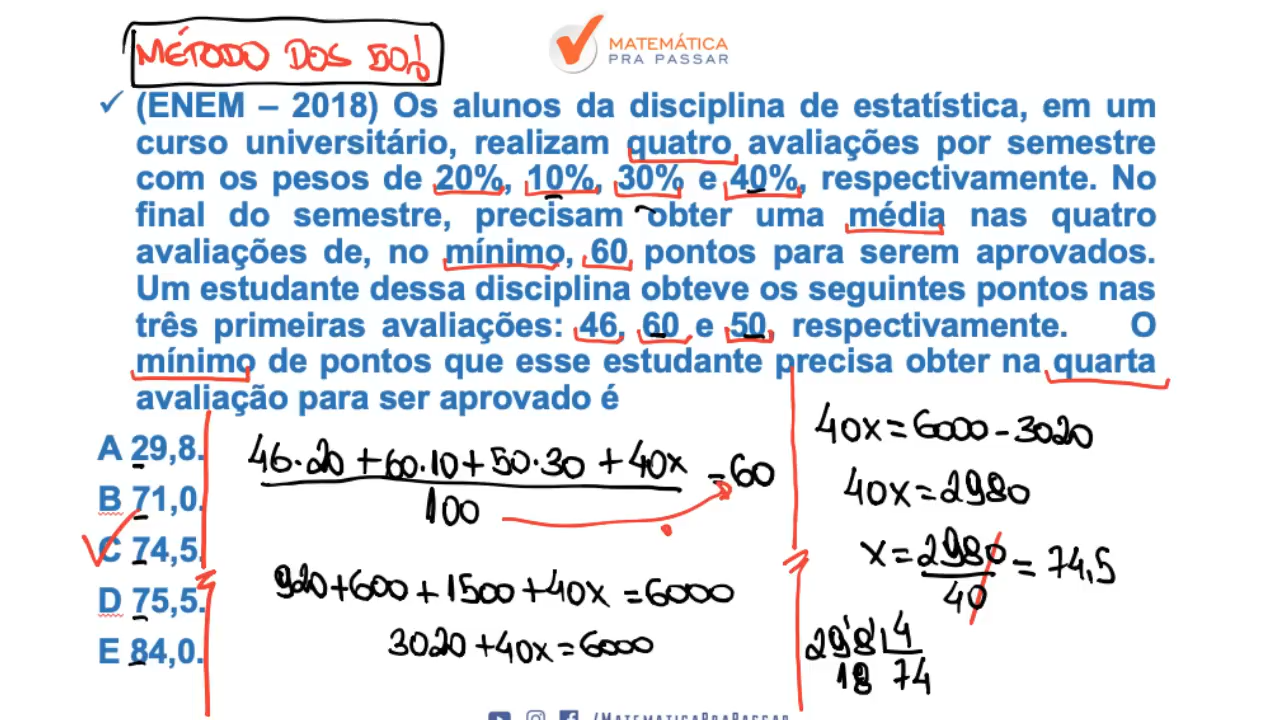 MÉTODO DOS 50%
MATEMÁTICA
PRA PASSAR
(ENEM – 2018) Os alunos da disciplina de estatística, em um
curso universitário, realizam quatro avaliações por semestre
com os pesos de 20%, 10%, 30% e 40%, respectivamente. No
final do semestre, precisam obter uma média nas quatro
avaliações de, no mínimo, 60 pontos para serem aprovados.
Um estudante dessa disciplina obteve os seguintes pontos nas
três primeiras avaliações: 46, 60 e 50, respectivamente. O
mínimo de pontos que esse estudante precisa obter na quarta
avaliação para ser aprovado é
A 29,8.
B 71,0.
C 74,5.
D 75,5.
E 84,0.
46·20+60·10+50·30+40x = 60
100
920+600+1500+40x=6000
3020+40x=6000
40x=6000-3020
40x=2980
x=2980=74,5
40
298 4
18 74
/MATEMATICAPRAPASSAR